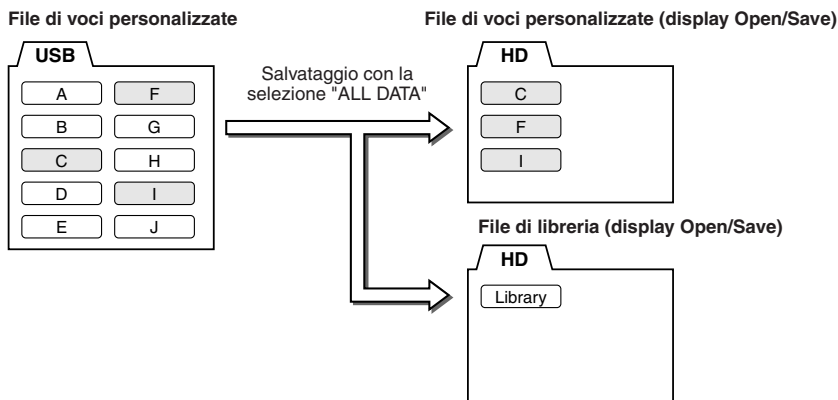 File di voci personalizzate
USB
A
F
B
G
C
H
D
I
E
J
Salvataggio con la
selezione "ALL DATA"
File di voci personalizzate (display Open/Save)
HD
C
F
I
File di libreria (display Open/Save)
HD
Library